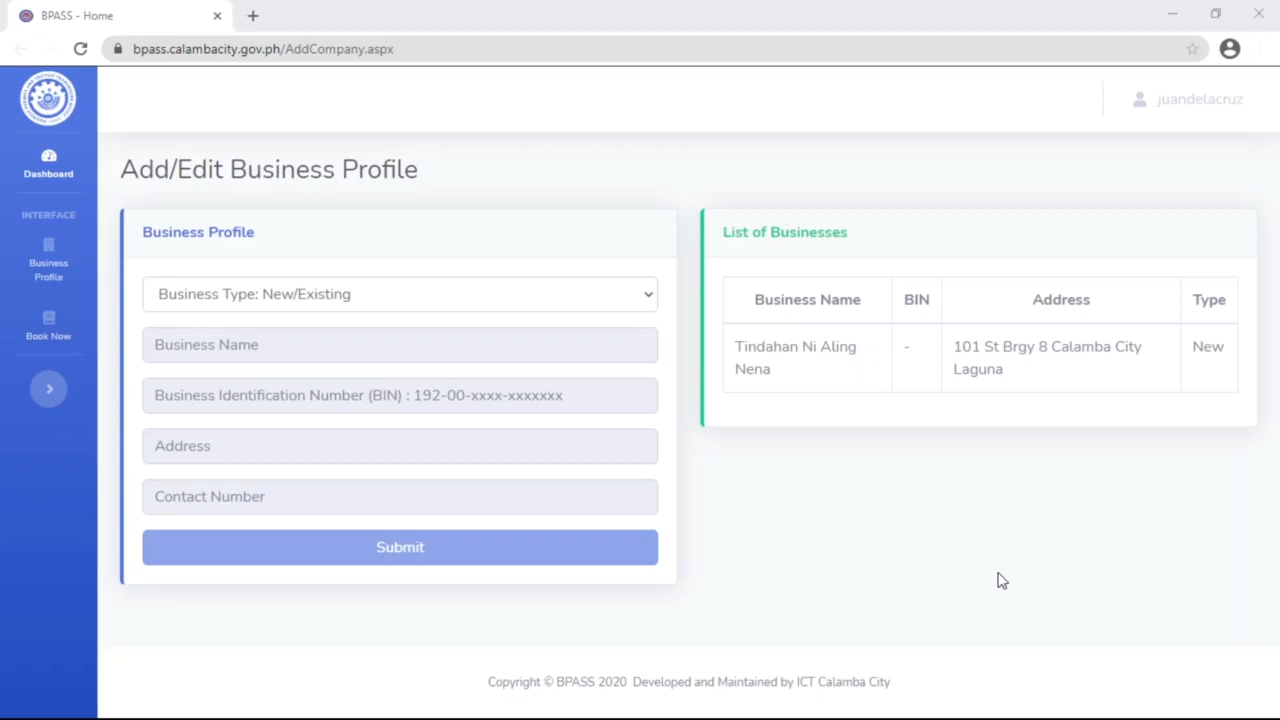 BPASS - Home
bpass.calambacity.gov.ph/AddCompany.aspx
juandelacruz
Dashboard
INTERFACE
Business
Profile
Book Now
Add/Edit Business Profile
Business Profile
Business Type: New/Existing
Business Name
Business Identification Number (BIN) : 192-00-xxxx-xxxxxxx
Address
Contact Number
Submit
List of Businesses
Business Name BIN Address Type
Tindahan Ni Aling - 101 St Brgy 8 Calamba City New
Nena Laguna
Copyright © BPASS 2020 Developed and Maintained by ICT Calamba City